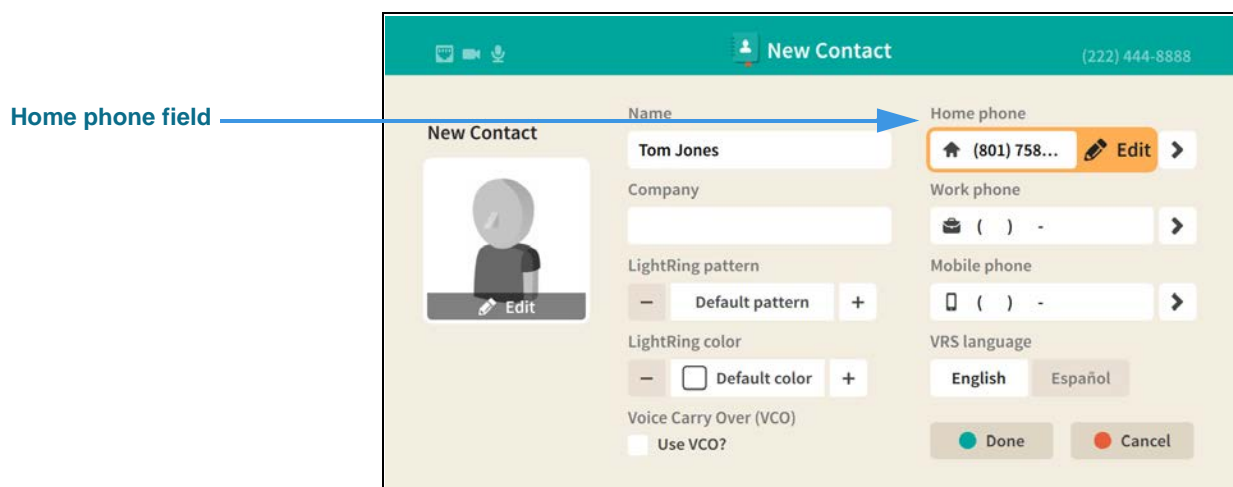 New Contact
(222) 444-8888
Home phone field
New Contact
Edit
Name
Tom Jones
Company
LightRing pattern
− Default pattern +
LightRing color
− Default color +
Voice Carry Over (VCO)
Use VCO?
Home phone
(801) 758... Edit
Work phone
( ) -
Mobile phone
( ) -
VRS language
English Español
Done Cancel